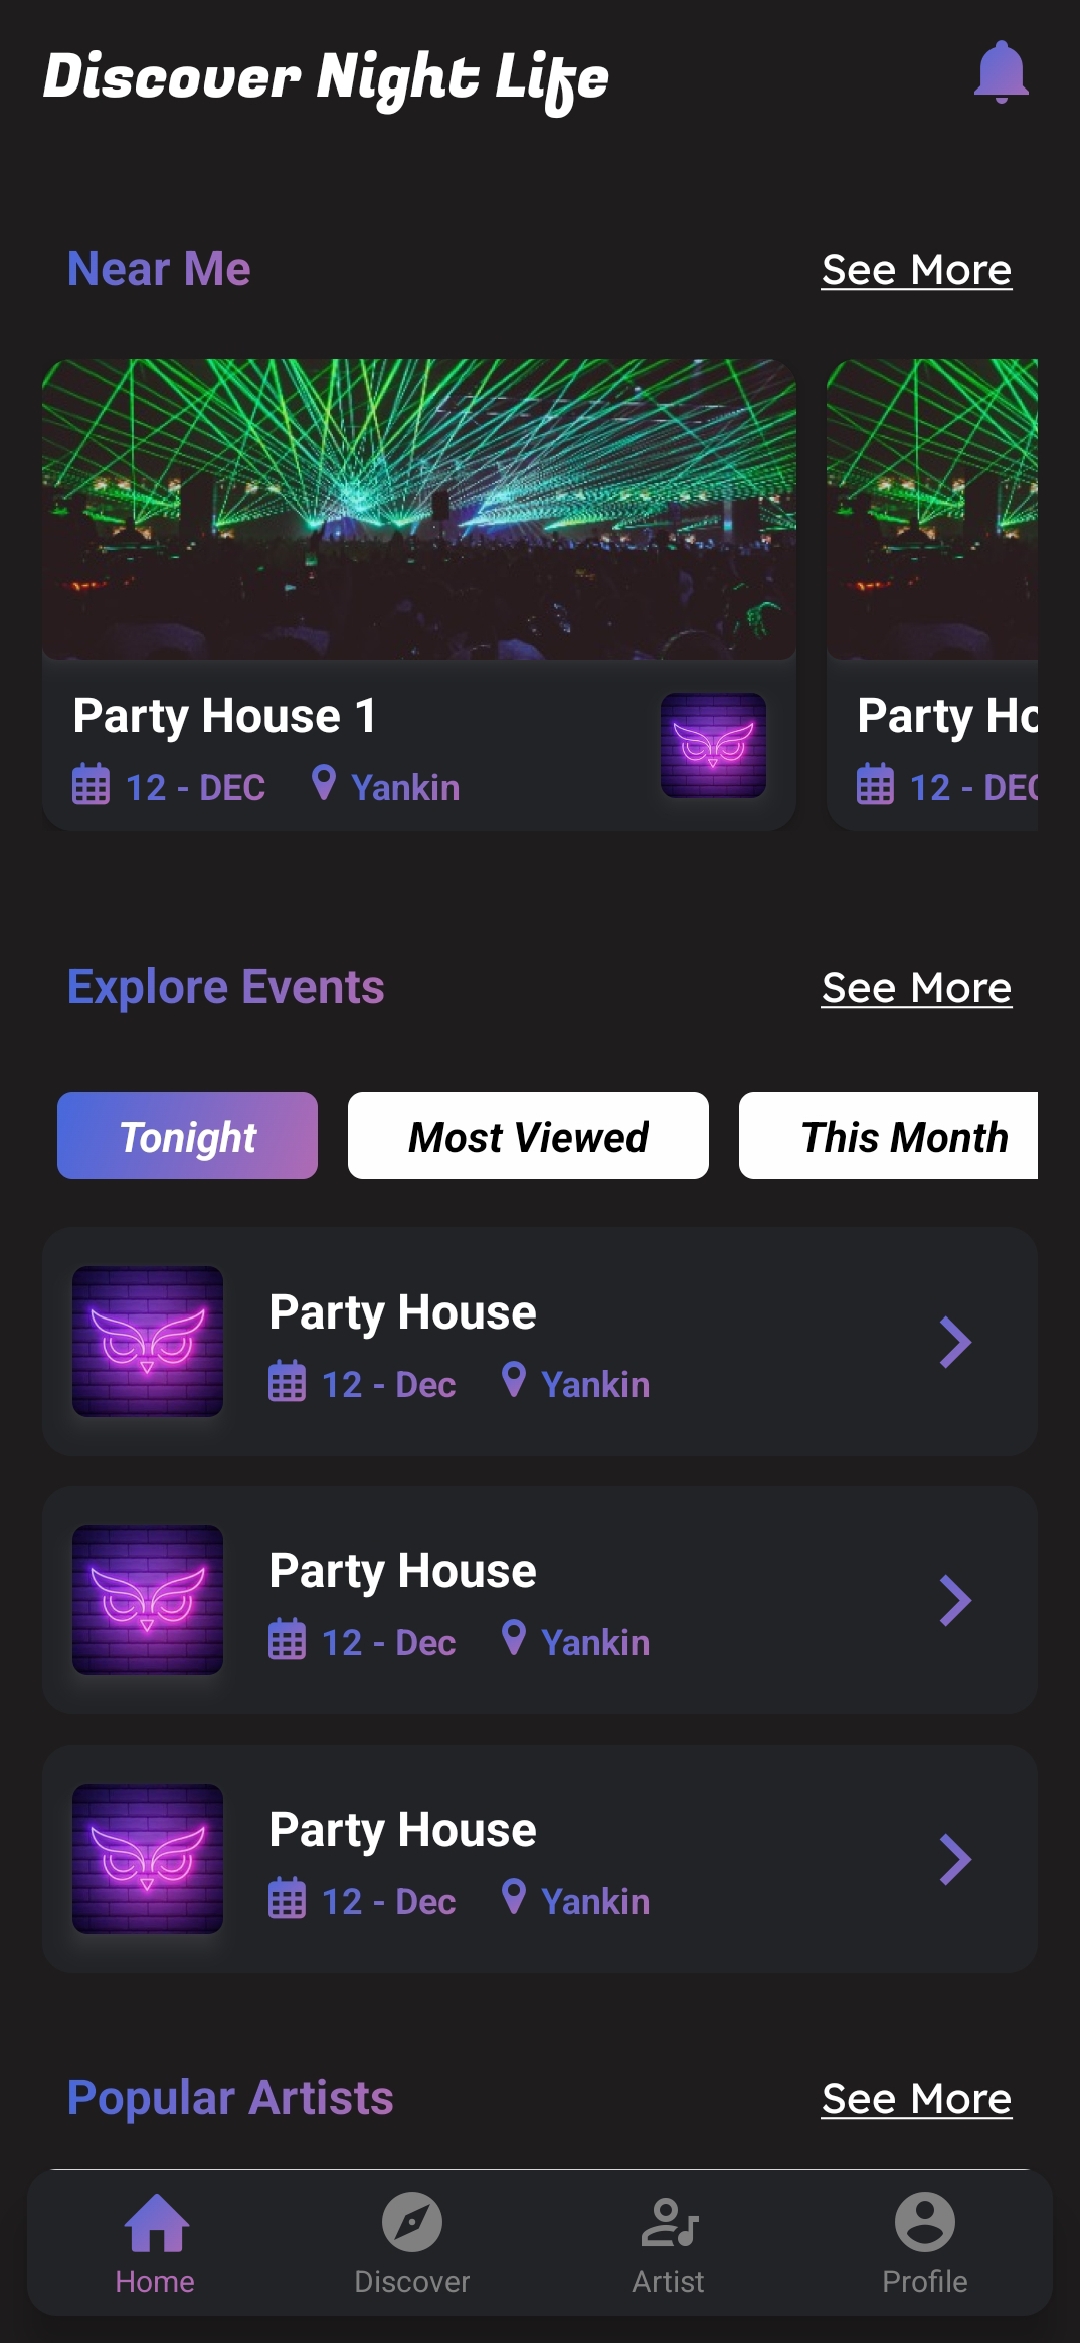 Discover Night Life
Near Me
See More
Party House 1
12 - DEC
Yankin
Party Ho
12 - DEC
Explore Events
See More
Tonight
Most Viewed
This Month
Party House
12 - Dec
Yankin
Party House
12 - Dec
Yankin
Party House
12 - Dec
Yankin
Popular Artists
See More
Home
Discover
Artist
Profile